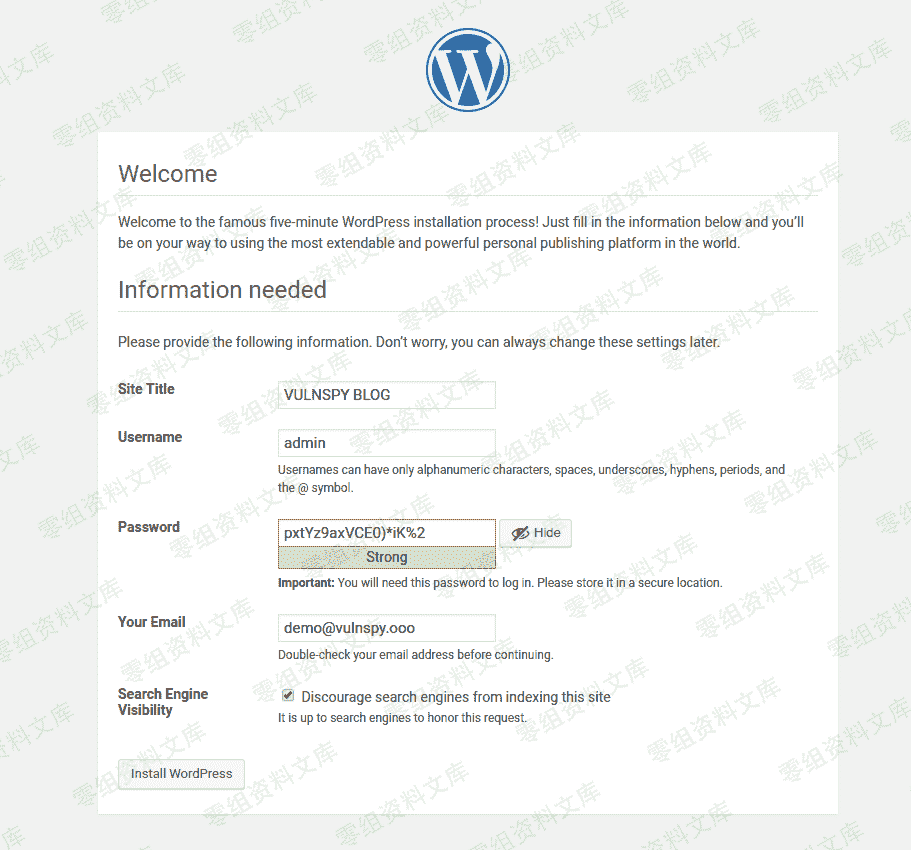 Welcome
Welcome to the famous five-minute WordPress installation process! Just fill in the information below and you’ll
be on your way to using the most extendable and powerful personal publishing platform in the world.
Information needed
Please provide the following information. Don’t worry, you can always change these settings later.
Site Title
VULNSPY BLOG
Username
admin
Usernames can have only alphanumeric characters, spaces, underscores, hyphens, periods, and
the @ symbol.
Password
pxtYz9axVCE0)*iK%2
Hide
Strong
Important: You will need this password to log in. Please store it in a secure location.
Your Email
demo@vulnspy.ooo
Double-check your email address before continuing.
Search Engine
Visibility
Discourage search engines from indexing this site
It is up to search engines to honor this request.
Install WordPress
零组资料文库